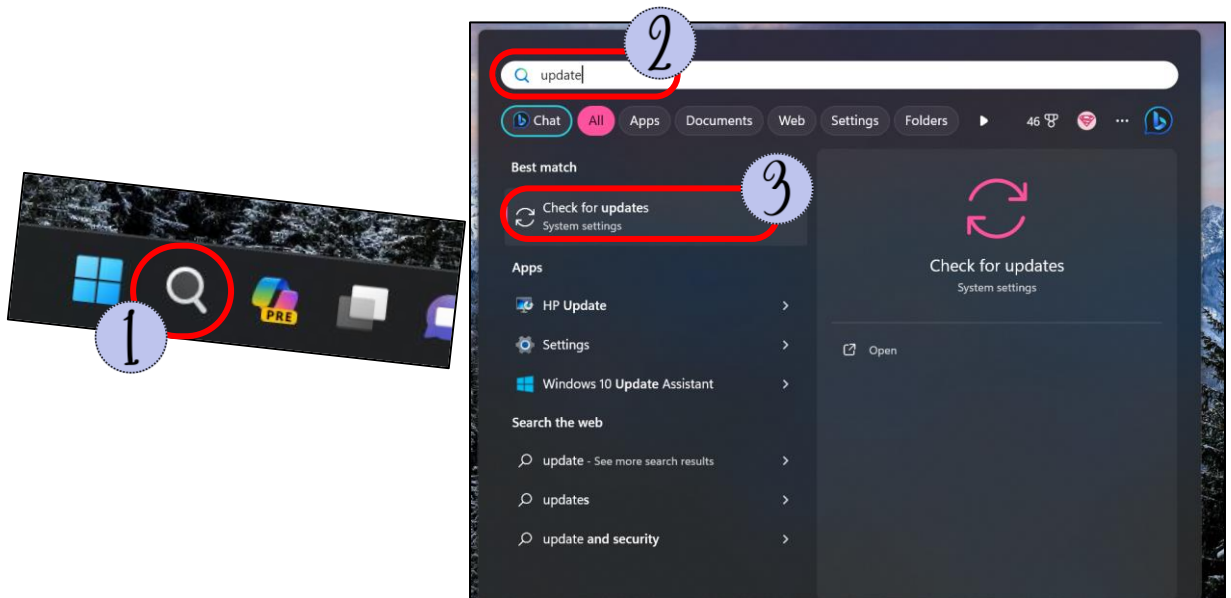 1
PRE
2
update
Chat All Apps Documents Web Settings Folders 46
Best match
3
Check for updates
System settings
Apps
HP Update
Settings
Windows 10 Update Assistant
Search the web
update - See more search results
updates
update and security
Check for updates
System settings
Open